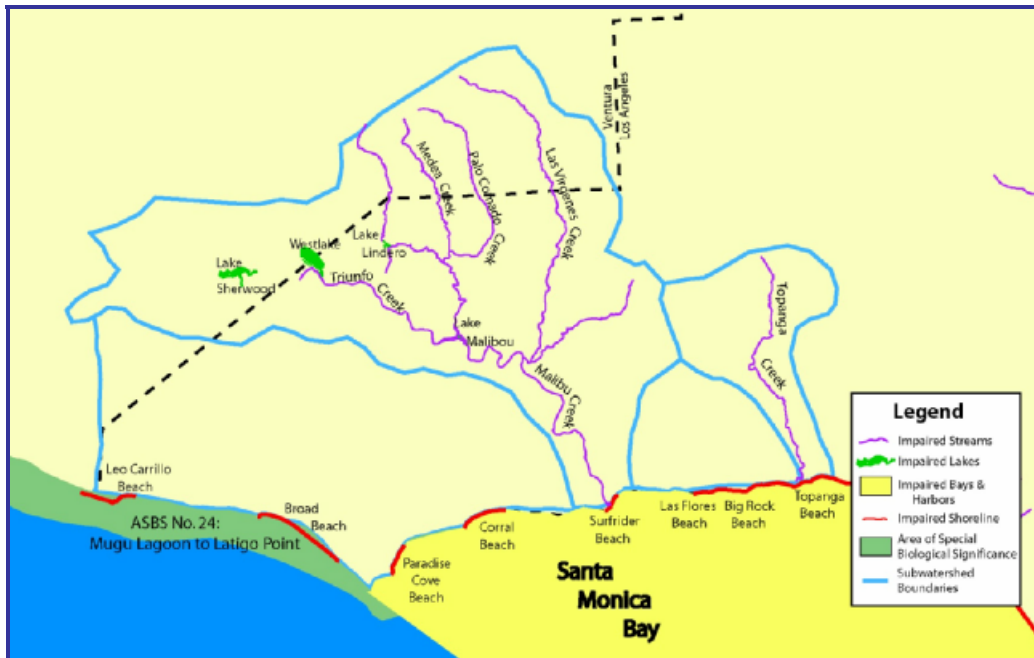 Ventura
Los Angeles
Medea Creek
Palo Comado
Creek
Las Virgenes Creek
Lake
Lindero
Westlake
Lake
Sherwood
Triunfo
Creek
Lake
Malibou
Malibu Creek
Topanga
Creek
Leo Carrillo
Beach
ASBS No. 24:
Mugu Lagoon to Latigo Point
Broad
Beach
Paradise
Cove
Beach
Corral
Beach
Surfrider
Beach
Las Flores
Beach
Big Rock
Beach
Topanga
Beach
Santa
Monica
Bay
Legend
Impaired Streams
Impaired Lakes
Impaired Bays &
Harbors
Impaired Shoreline
Area of Special
Biological Significance
Subwatershed
Boundaries